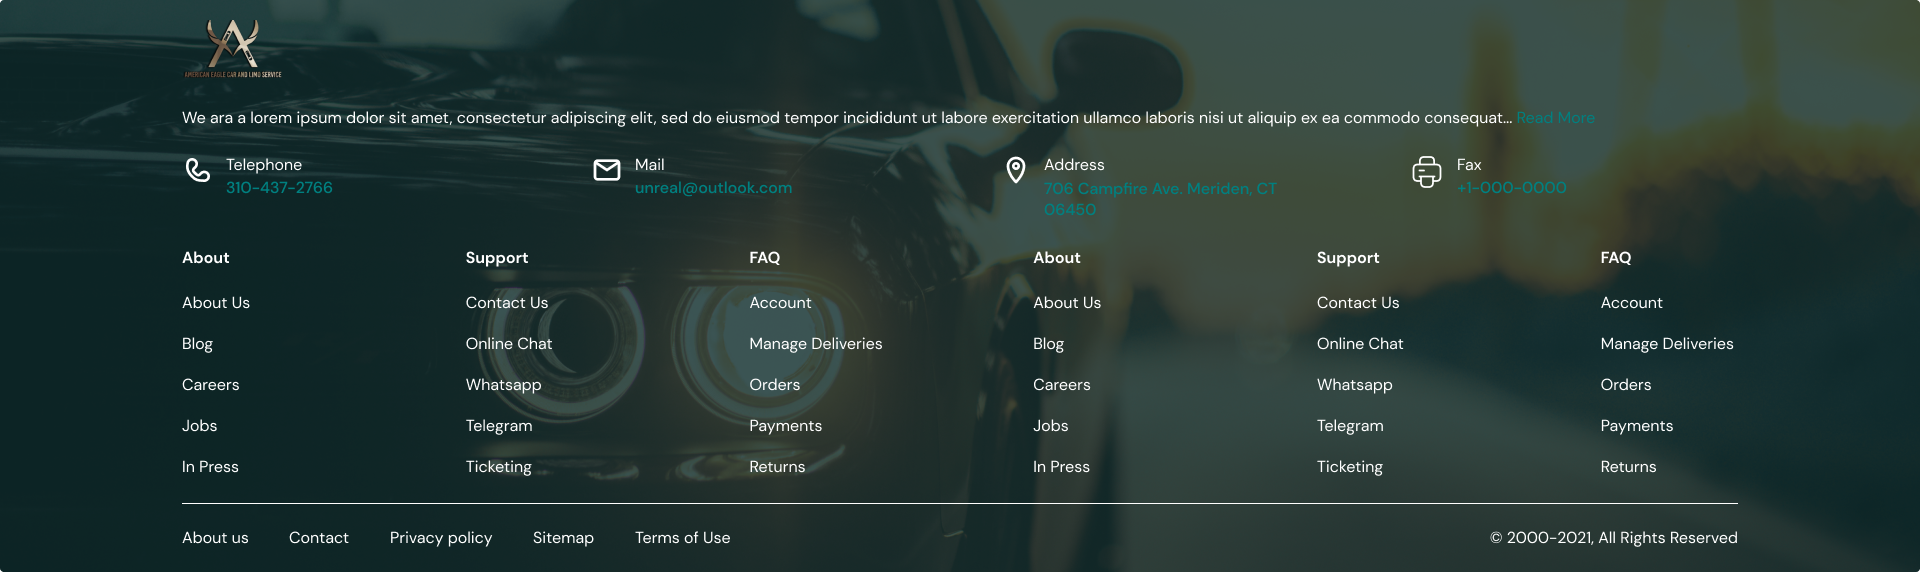 AMERICAN EAGLE CAR AND LIMO SERVICE
We ara a lorem ipsum dolor sit amet, consectetur adipiscing elit, sed do eiusmod tempor incididunt ut labore exercitation ullamco laboris nisi ut aliquip ex ea commodo consequat... Read More
Telephone
310-437-2766
Mail
unreal@outlook.com
Address
706 Campfire Ave. Meriden, CT
06450
Fax
+1-000-0000
About
About Us
Blog
Careers
Jobs
In Press
Support
Contact Us
Online Chat
Whatsapp
Telegram
Ticketing
FAQ
Account
Manage Deliveries
Orders
Payments
Returns
About
About Us
Blog
Careers
Jobs
In Press
Support
Contact Us
Online Chat
Whatsapp
Telegram
Ticketing
FAQ
Account
Manage Deliveries
Orders
Payments
Returns
About us Contact Privacy policy Sitemap Terms of Use © 2000-2021, All Rights Reserved